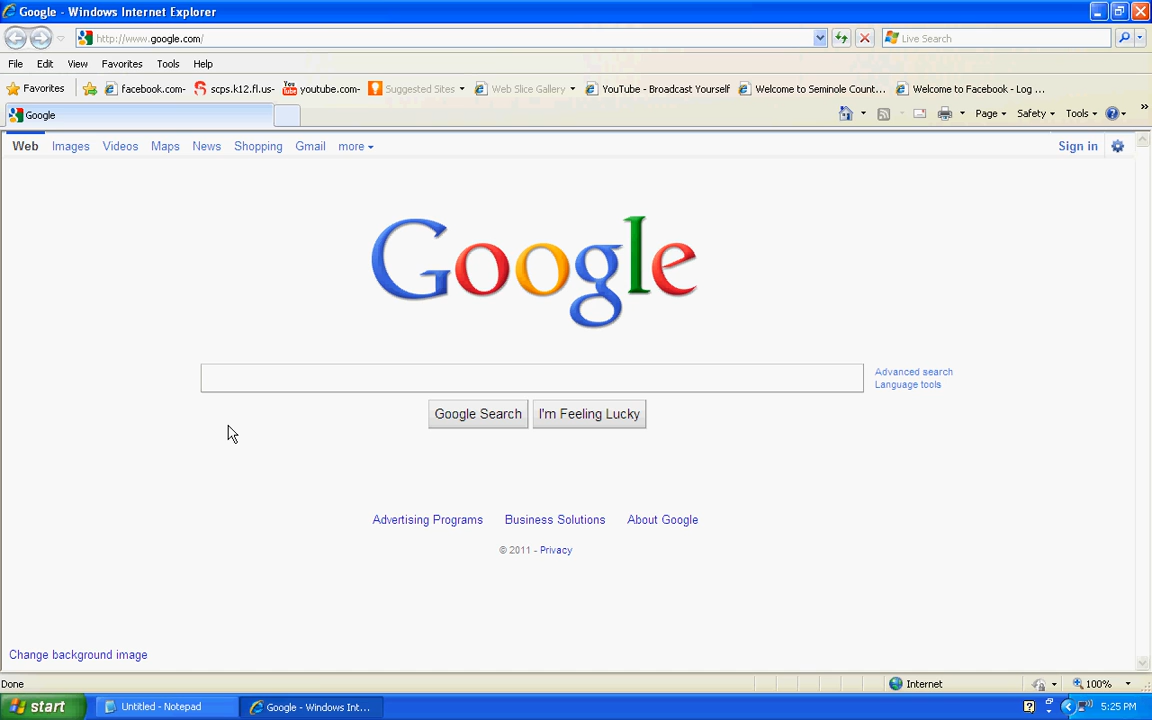 Google - Windows Internet Explorer
http://www.google.com/
Live Search
File Edit View Favorites Tools Help
Favorites facebook.com- scps.k12.fl.us- youtube.com- Suggested Sites Web Slice Gallery YouTube - Broadcast Yourself Welcome to Seminole Count... Welcome to Facebook - Log ...
Google
Page Safety Tools
Web Images Videos Maps News Shopping Gmail more Sign in
Google
Advanced search
Language tools
Google Search I'm Feeling Lucky
Advertising Programs Business Solutions About Google
© 2011 - Privacy
Change background image
Done Internet 100%
start Untitled - Notepad Google - Windows Int... 5:25 PM